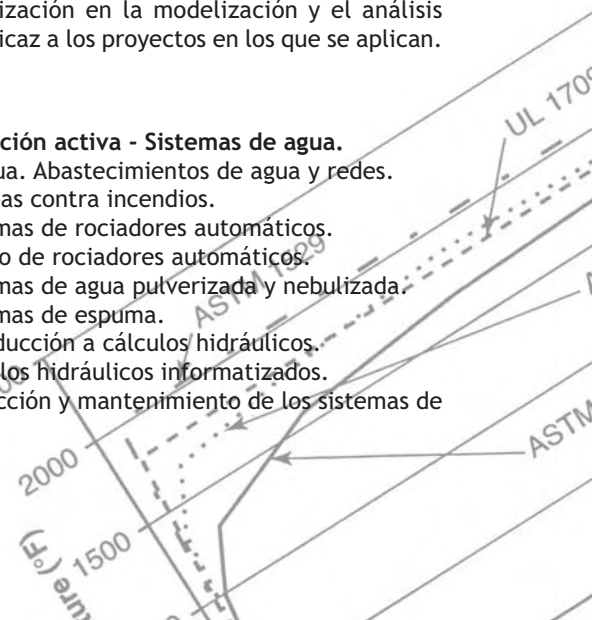 ización en la modelización y el análisis
icaz a los proyectos en los que se aplican.
ción activa - Sistemas de agua.
ua. Abastecimientos de agua y redes.
as contra incendios.
mas de rociadores automáticos.
o de rociadores automáticos.
mas de agua pulverizada y nebulizada.
mas de espuma.
ducción a cálculos hidráulicos.
los hidráulicos informatizados.
cción y mantenimiento de los sistemas de
UL 1709
ASTM 1529
ASTM
2000
1500
ture (°F)